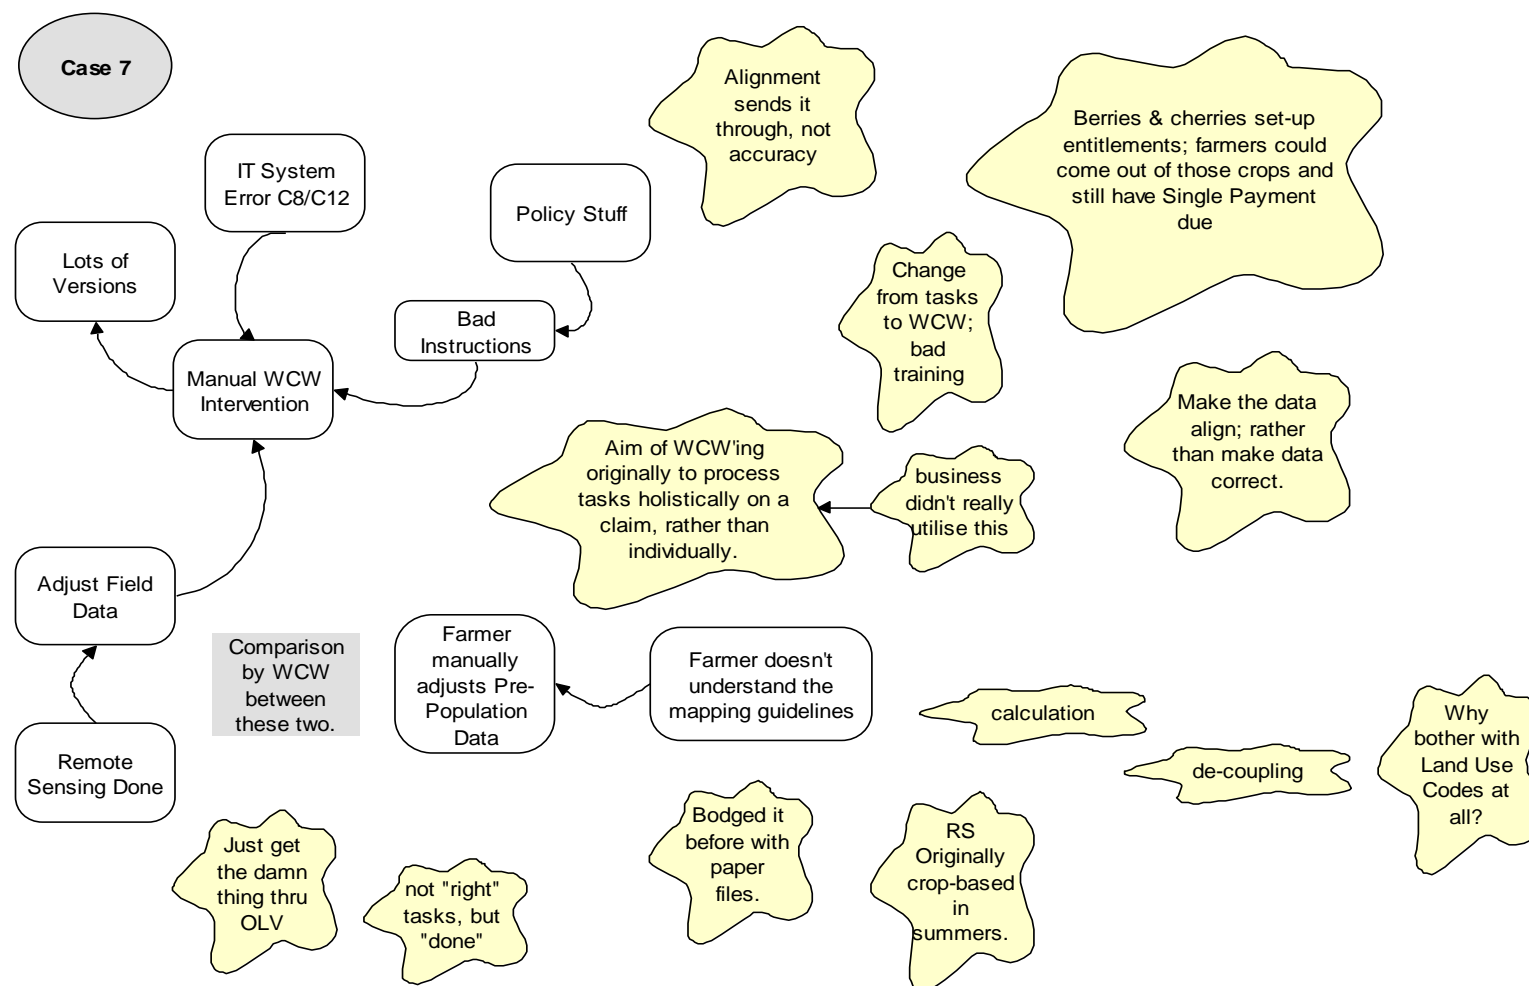 Case 7
Alignment
sends it
through, not
accuracy
Berries & cherries set-up
entitlements; farmers could
come out of those crops and
still have Single Payment
due
IT System
Error C8/C12
Policy Stuff
Lots of
Versions
Change
from tasks
to WCW;
bad
training
Bad
Instructions
Manual WCW
Intervention
Make the data
align; rather
than make data
correct.
Aim of WCW'ing
originally to process
tasks holistically on a
claim, rather than
individually.
business
didn't really
utilise this
Adjust Field
Data
Comparison
by WCW
between
these two.
Farmer
manually
adjusts Pre-
Population
Data
Farmer doesn't
understand the
mapping guidelines
calculation
de-coupling
Why
bother with
Land Use
Codes at
all?
Remote
Sensing Done
Just get
the damn
thing thru
OLV
not "right"
tasks, but
"done"
Bodged it
before with
paper
files.
RS
Originally
crop-based
in
summers.